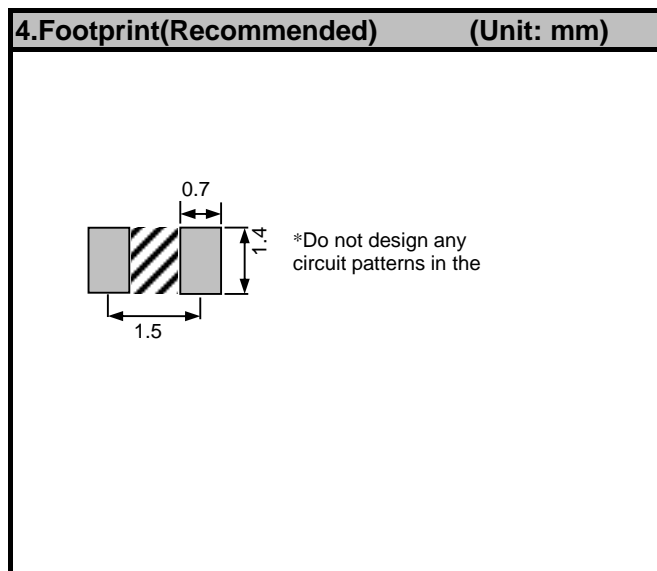 4.Footprint(Recommended) (Unit: mm)
0.7
1.4
*Do not design any
circuit patterns in the
1.5